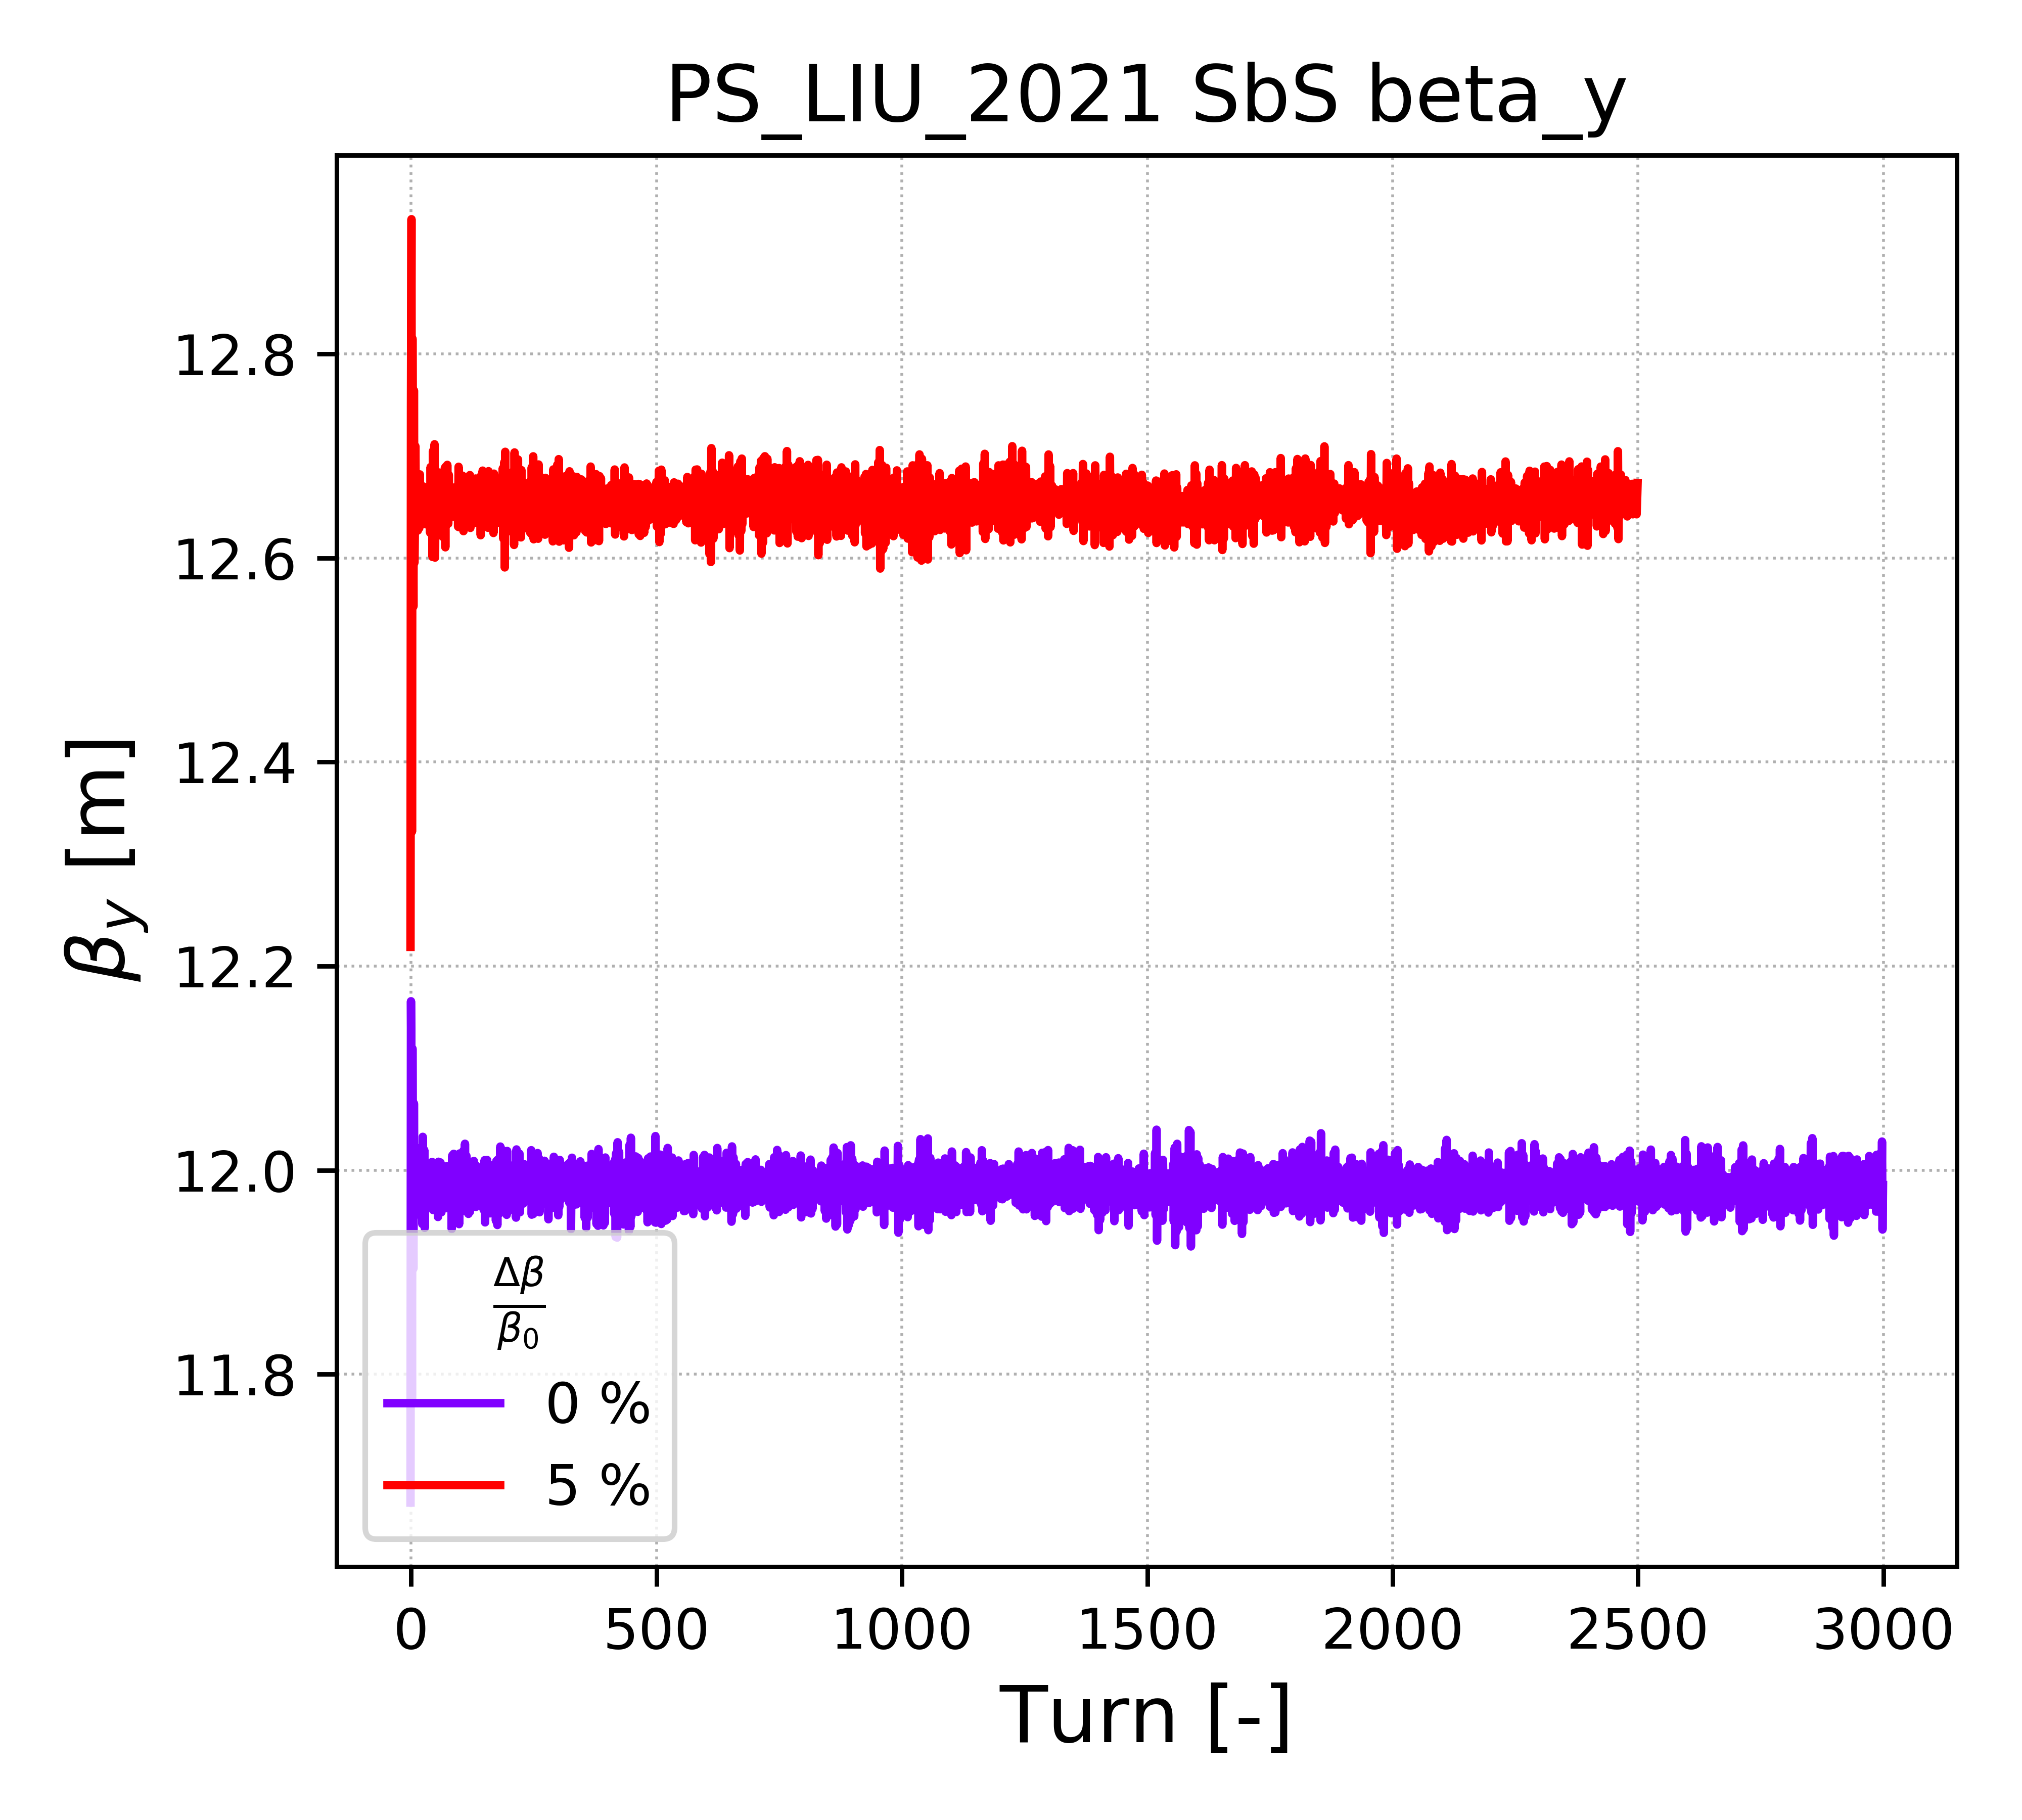 PS_LIU_2021 SbS beta_y
β_y [m]
12.8
12.6
12.4
12.2
12.0
11.8
Δβ
β₀
0 %
5 %
0 500 1000 1500 2000 2500 3000
Turn [-]